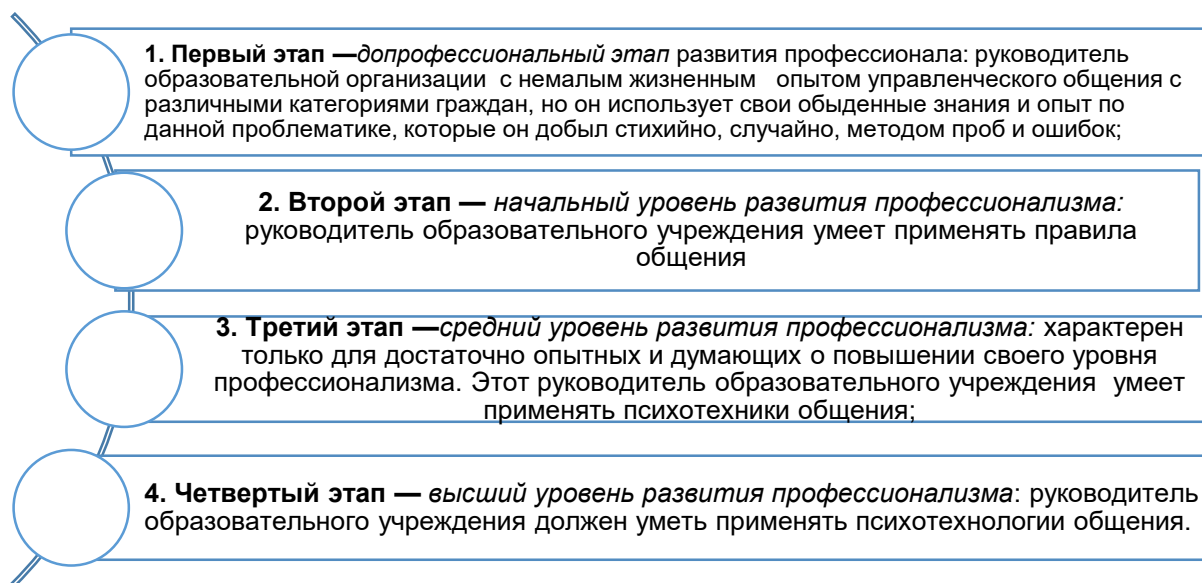 1. Первый этап —допрофессиональный этап развития профессионала: руководитель
образовательной организации с немалым жизненным опытом управленческого общения с
различными категориями граждан, но он использует свои обыденные знания и опыт по
данной проблематике, которые он добыл стихийно, случайно, методом проб и ошибок;
2. Второй этап — начальный уровень развития профессионализма:
руководитель образовательного учреждения умеет применять правила
общения
3. Третий этап —средний уровень развития профессионализма: характерен
только для достаточно опытных и думающих о повышении своего уровня
профессионализма. Этот руководитель образовательного учреждения умеет
применять психотехники общения;
4. Четвертый этап — высший уровень развития профессионализма: руководитель
образовательного учреждения должен уметь применять психотехнологии общения.